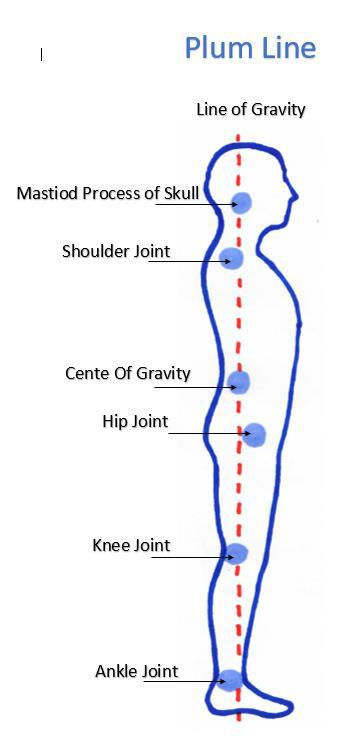 Plum Line
Line of Gravity
Mastiod Process of Skull
Shoulder Joint
Cente Of Gravity
Hip Joint
Knee Joint
Ankle Joint